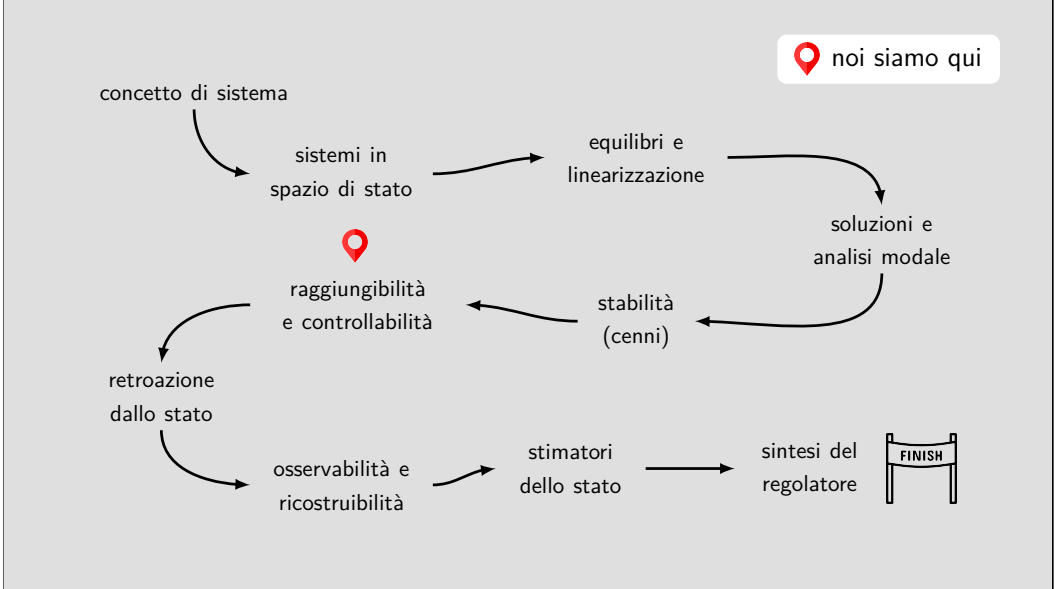 noi siamo qui
concetto di sistema
sistemi in
spazio di stato
equilibri e
linearizzazione
soluzioni e
analisi modale
stabilità
(cenni)
raggiungibilità
e controllabilità
retroazione
dallo stato
osservabilità e
ricostruibilità
stimatori
dello stato
sintesi del
regolatore
FINISH